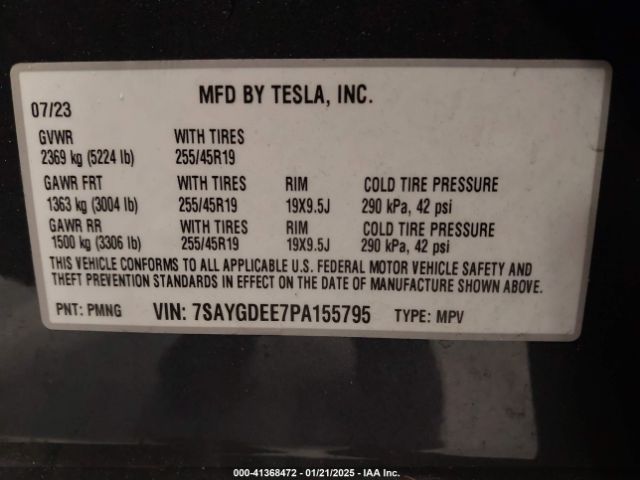 MFD BY TESLA, INC.
07/23
GVWR WITH TIRES
2369 kg (5224 lb) 255/45R19
GAWR FRT WITH TIRES RIM COLD TIRE PRESSURE
1363 kg (3004 lb) 255/45R19 19X9.5J 290 kPa, 42 psi
GAWR RR WITH TIRES RIM COLD TIRE PRESSURE
1500 kg (3306 lb) 255/45R19 19X9.5J 290 kPa, 42 psi
THIS VEHICLE CONFORMS TO ALL APPLICABLE U.S. FEDERAL MOTOR VEHICLE SAFETY AND
THEFT PREVENTION STANDARDS IN EFFECT ON THE DATE OF MANUFACTURE SHOWN ABOVE.
PNT: PMNG VIN: 7SAYGDEE7PA155795 TYPE: MPV
000-41368472 - 01/21/2025 - IAA Inc.